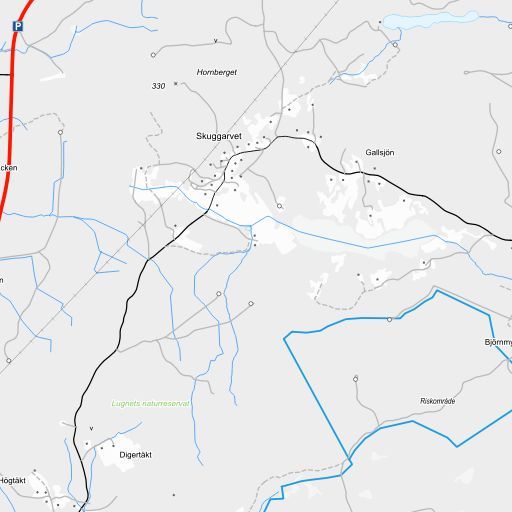 P
Hornberget
330
Skuggarvet
Gallsjön
cken
n
Björnmy
Lugnets naturreservat
Riskområde
v
v
Digertäkt
Högtäkt